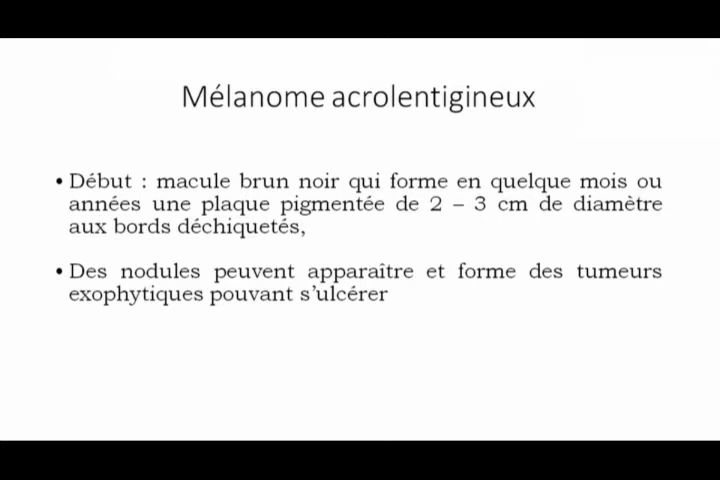 Mélanome acrolentigineux
• Début : macule brun noir qui forme en quelque mois ou
années une plaque pigmentée de 2 – 3 cm de diamètre
aux bords déchiquetés,
• Des nodules peuvent apparaître et forme des tumeurs
exophytiques pouvant s’ulcérer